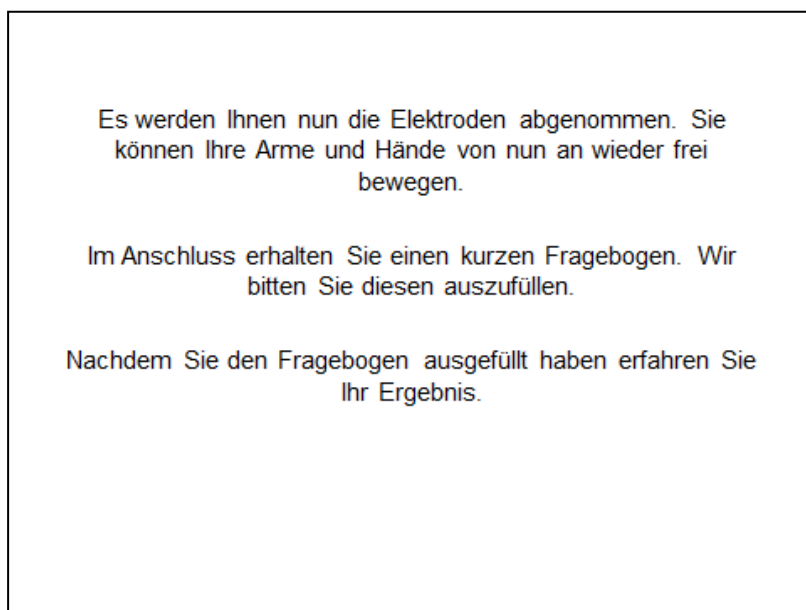 Es werden Ihnen nun die Elektroden abgenommen. Sie
können Ihre Arme und Hände von nun an wieder frei
bewegen.
Im Anschluss erhalten Sie einen kurzen Fragebogen. Wir
bitten Sie diesen auszufüllen.
Nachdem Sie den Fragebogen ausgefüllt haben erfahren Sie
Ihr Ergebnis.